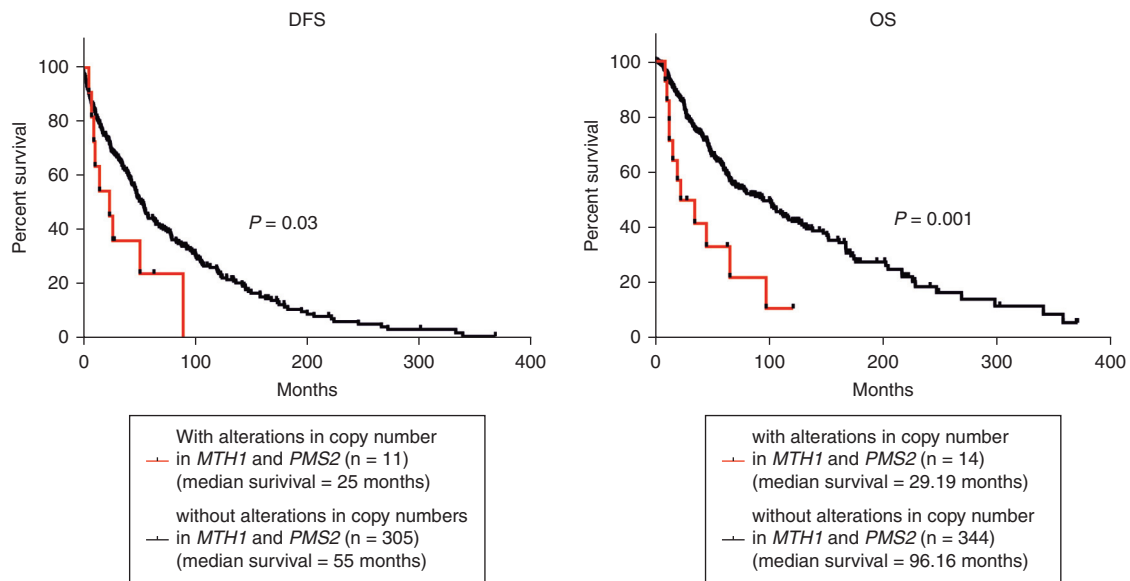 DFS
100
80
60
40
20
0
Percent survival
P = 0.03
0 100 200 300 400
Months
With alterations in copy number
in MTH1 and PMS2 (n = 11)
(median surivival = 25 months)
without alterations in copy numbers
in MTH1 and PMS2 (n = 305)
(median survival = 55 months)
OS
100
80
60
40
20
0
Percent survival
P = 0.001
0 100 200 300 400
Months
with alterations in copy number
in MTH1 and PMS2 (n = 14)
(median survival = 29.19 months)
without alterations in copy number
in MTH1 and PMS2 (n = 344)
(median survival = 96.16 months)